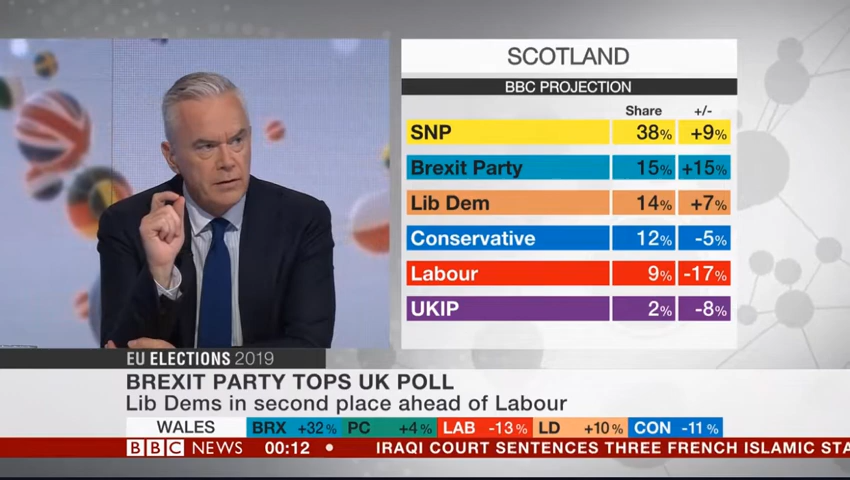 SCOTLAND
BBC PROJECTION
Share +/-
SNP 38% +9%
Brexit Party 15% +15%
Lib Dem 14% +7%
Conservative 12% -5%
Labour 9% -17%
UKIP 2% -8%
EU ELECTIONS 2019
BREXIT PARTY TOPS UK POLL
Lib Dems in second place ahead of Labour
WALES BRX +32% PC +4% LAB -13% LD +10% CON -11%
BBC NEWS 00:12 IRAQI COURT SENTENCES THREE FRENCH ISLAMIC STA